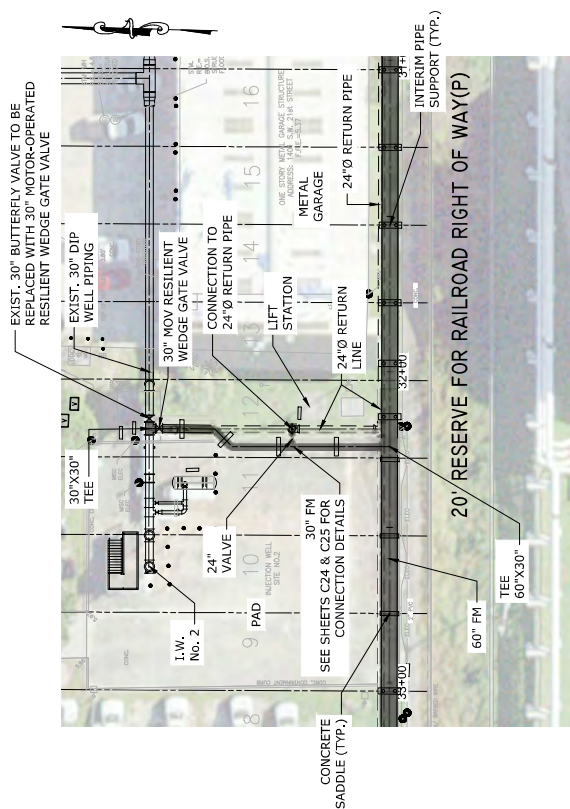 EXIST. 30" BUTTERFLY VALVE TO BE
REPLACED WITH 30" MOTOR-OPERATED
RESILIENT WEDGE GATE VALVE
EXIST. 30" DIP
WELL PIPING
30" MOV RESILIENT
WEDGE GATE VALVE
CONNECTION TO
24"Ø RETURN PIPE
LIFT
STATION
24"Ø RETURN
LINE
METAL
GARAGE
24"Ø RETURN PIPE
INTERIM PIPE
SUPPORT (TYP.)
30"X30"
TEE
24"
VALVE
30" FM
SEE SHEETS C24 & C25 FOR
CONNECTION DETAILS
I.W.
No. 2
PAD
CONCRETE
SADDLE (TYP.)
60" FM
TEE
60"X30"
20' RESERVE FOR RAILROAD RIGHT OF WAY(P)
33+00
32+00
ONE STORY METAL GARAGE STRUCTURE
INJECTION WELL
SITE NO.2
8
9
10
11
12
13
14
15
16
V
V